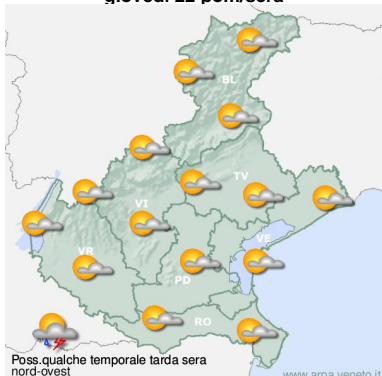 giovedì 22 pom/sera
BL
TV
VI
VE
VR
PD
RO
Poss.qualche temporale tarda sera
nord-ovest
www.arpa.veneto.it